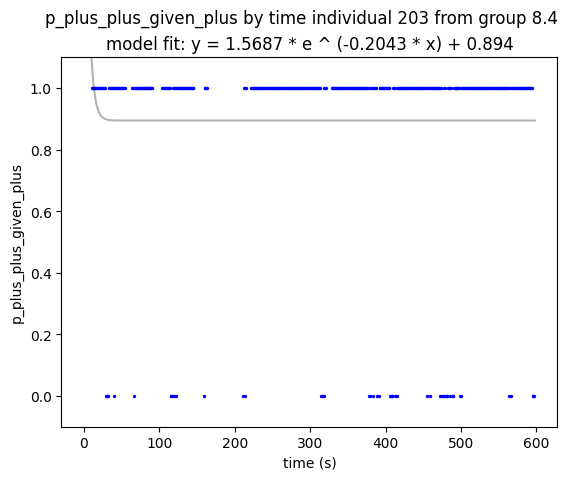 p_plus_plus_given_plus by time individual 203 from group 8.4
model fit: y = 1.5687 * e ^ (-0.2043 * x) + 0.894
1.0
0.8
0.6
0.4
0.2
0.0
p_plus_plus_given_plus
0 100 200 300 400 500 600
time (s)